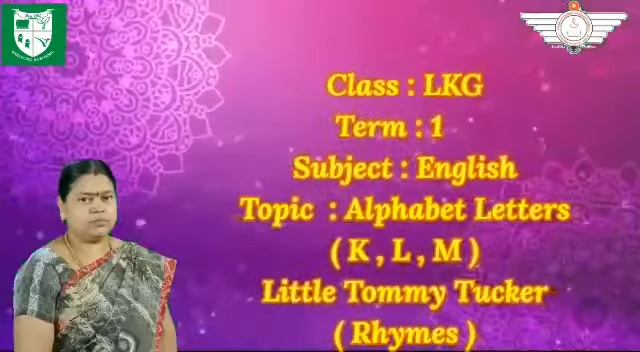 Class : LKG
Term : 1
Subject : English
Topic : Alphabet Letters
( K , L , M )
Little Tommy Tucker
( Rhymes )